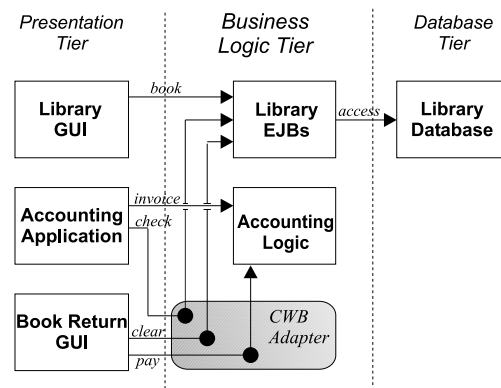 Presentation
Tier
Business
Logic Tier
Database
Tier
Library
GUI
book
Library
EJBs
access
Library
Database
Accounting
Application
invoice
check
Accounting
Logic
Book Return
GUI
clear
pay
CWB
Adapter